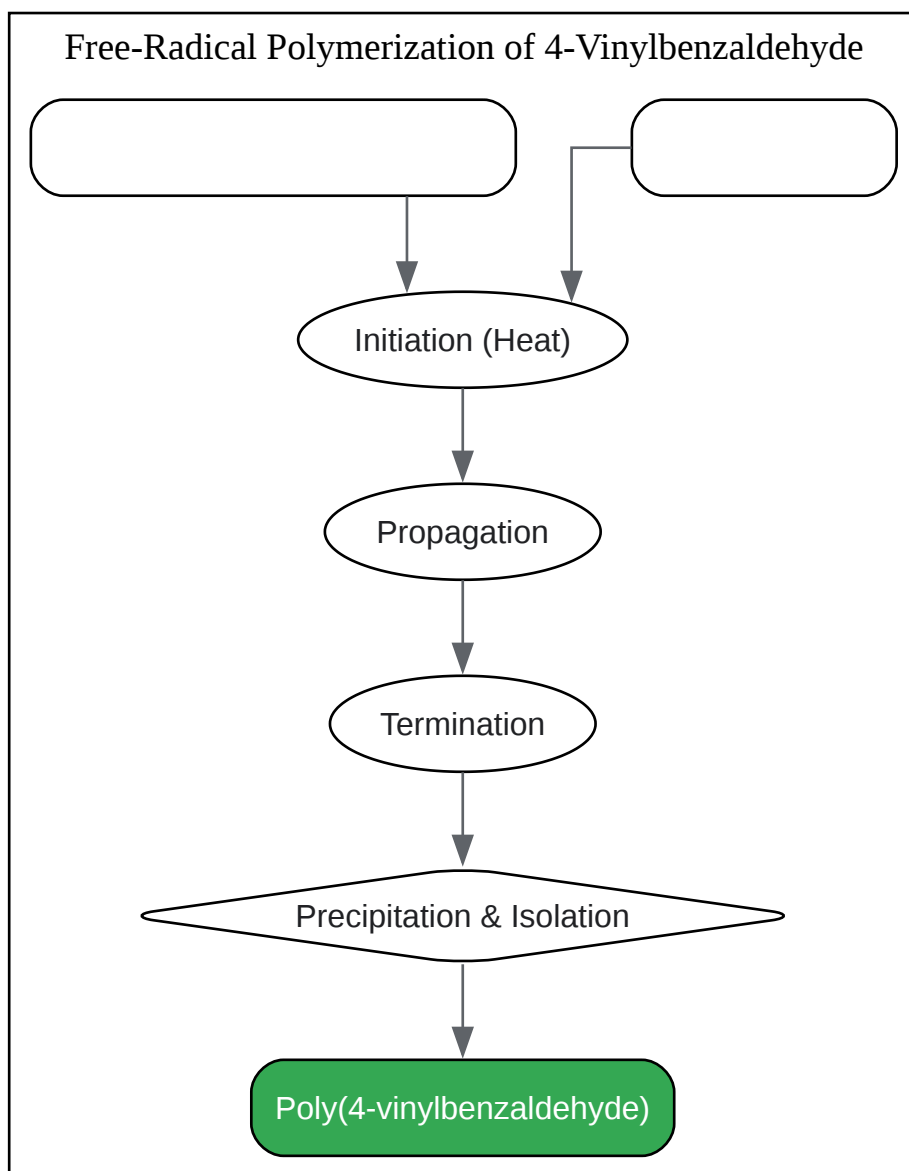 Free-Radical Polymerization of 4-Vinylbenzaldehyde
Initiation (Heat)
Propagation
Termination
Precipitation & Isolation
Poly(4-vinylbenzaldehyde)